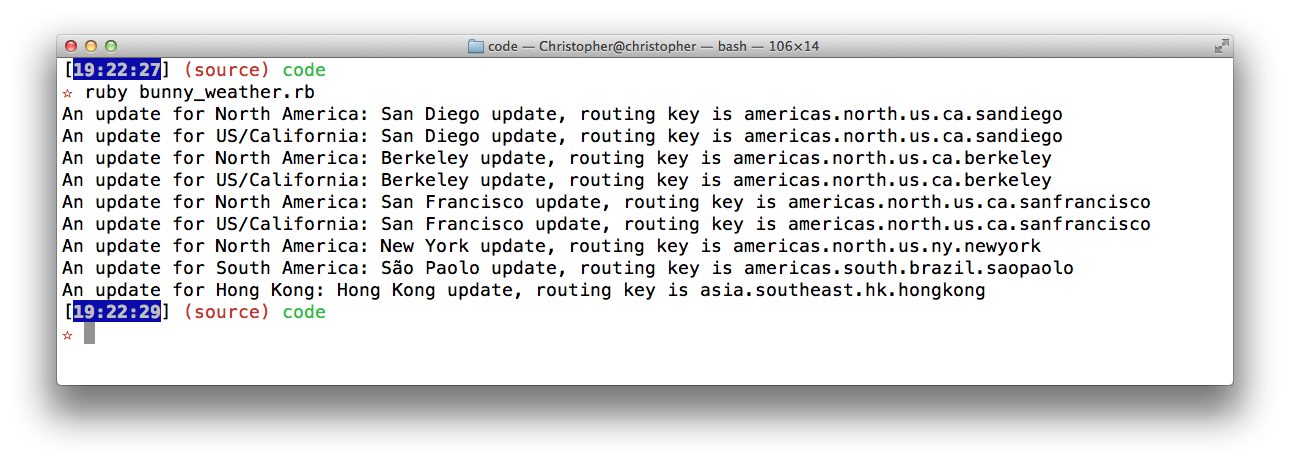 code — Christopher@christopher — bash — 106×14
[19:22:27] (source) code
☆ ruby bunny_weather.rb
An update for North America: San Diego update, routing key is americas.north.us.ca.sandiego
An update for US/California: San Diego update, routing key is americas.north.us.ca.sandiego
An update for North America: Berkeley update, routing key is americas.north.us.ca.berkeley
An update for US/California: Berkeley update, routing key is americas.north.us.ca.berkeley
An update for North America: San Francisco update, routing key is americas.north.us.ca.sanfrancisco
An update for US/California: San Francisco update, routing key is americas.north.us.ca.sanfrancisco
An update for North America: New York update, routing key is americas.north.us.ny.newyork
An update for South America: São Paolo update, routing key is americas.south.brazil.saopaolo
An update for Hong Kong: Hong Kong update, routing key is asia.southeast.hk.hongkong
[19:22:29] (source) code
☆